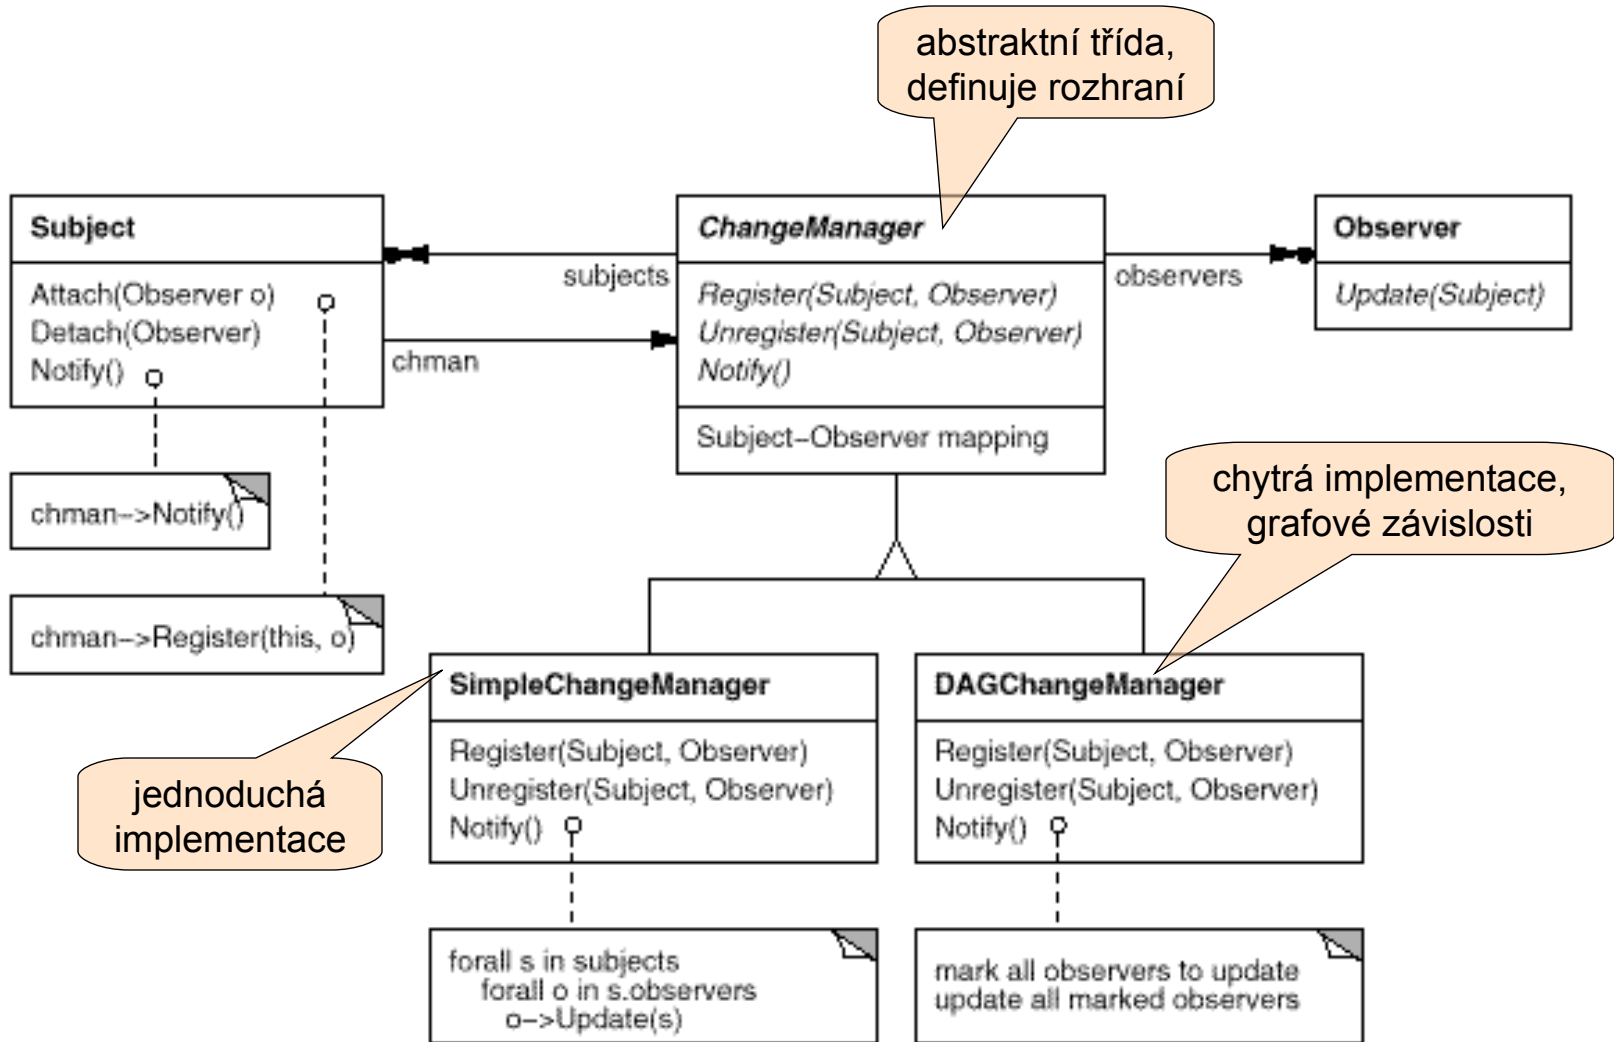 abstraktní třída,
definuje rozhraní
Subject
Attach(Observer o)
Detach(Observer)
Notify()
chman->Notify()
chman->Register(this, o)
subjects
chman
ChangeManager
Register(Subject, Observer)
Unregister(Subject, Observer)
Notify()
Subject-Observer mapping
observers
Observer
Update(Subject)
chytrá implementace,
grafové závislosti
jednoduchá
implementace
SimpleChangeManager
Register(Subject, Observer)
Unregister(Subject, Observer)
Notify()
forall s in subjects
forall o in s.observers
o->Update(s)
DAGChangeManager
Register(Subject, Observer)
Unregister(Subject, Observer)
Notify()
mark all observers to update
update all marked observers